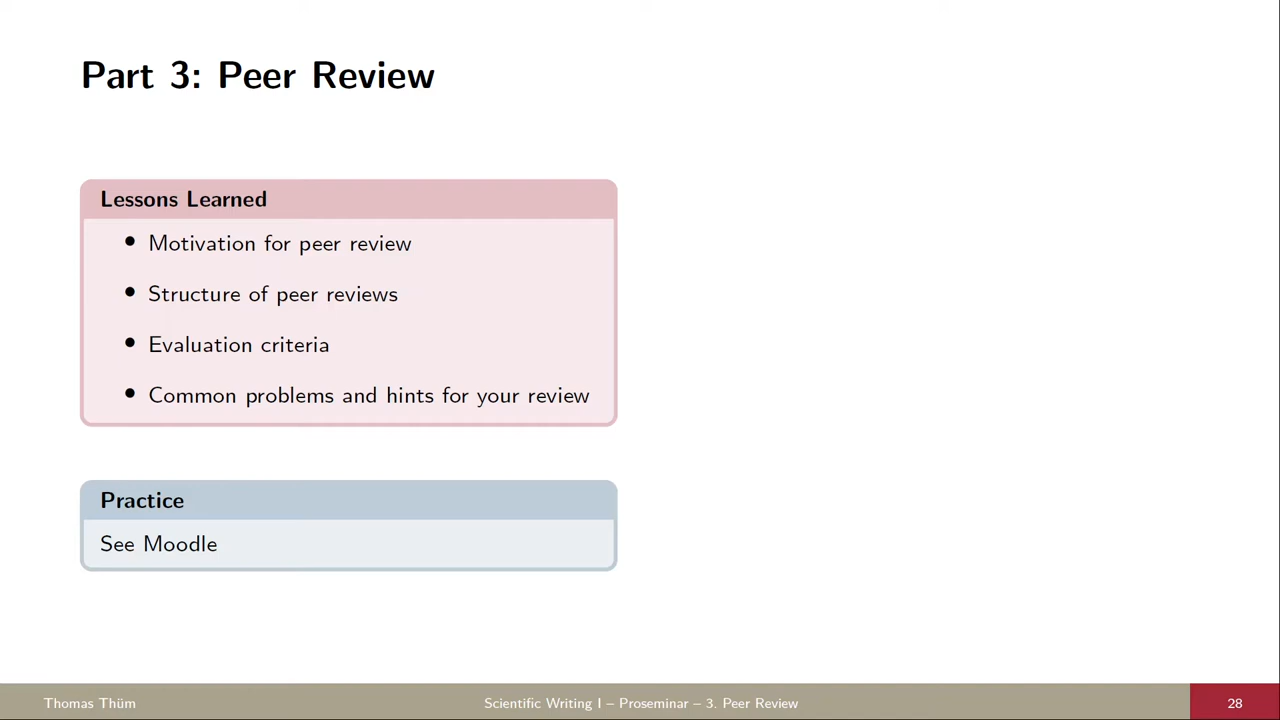 Part 3: Peer Review
Lessons Learned
• Motivation for peer review
• Structure of peer reviews
• Evaluation criteria
• Common problems and hints for your review
Practice
See Moodle
Thomas Thüm
Scientific Writing I – Proseminar – 3. Peer Review
28